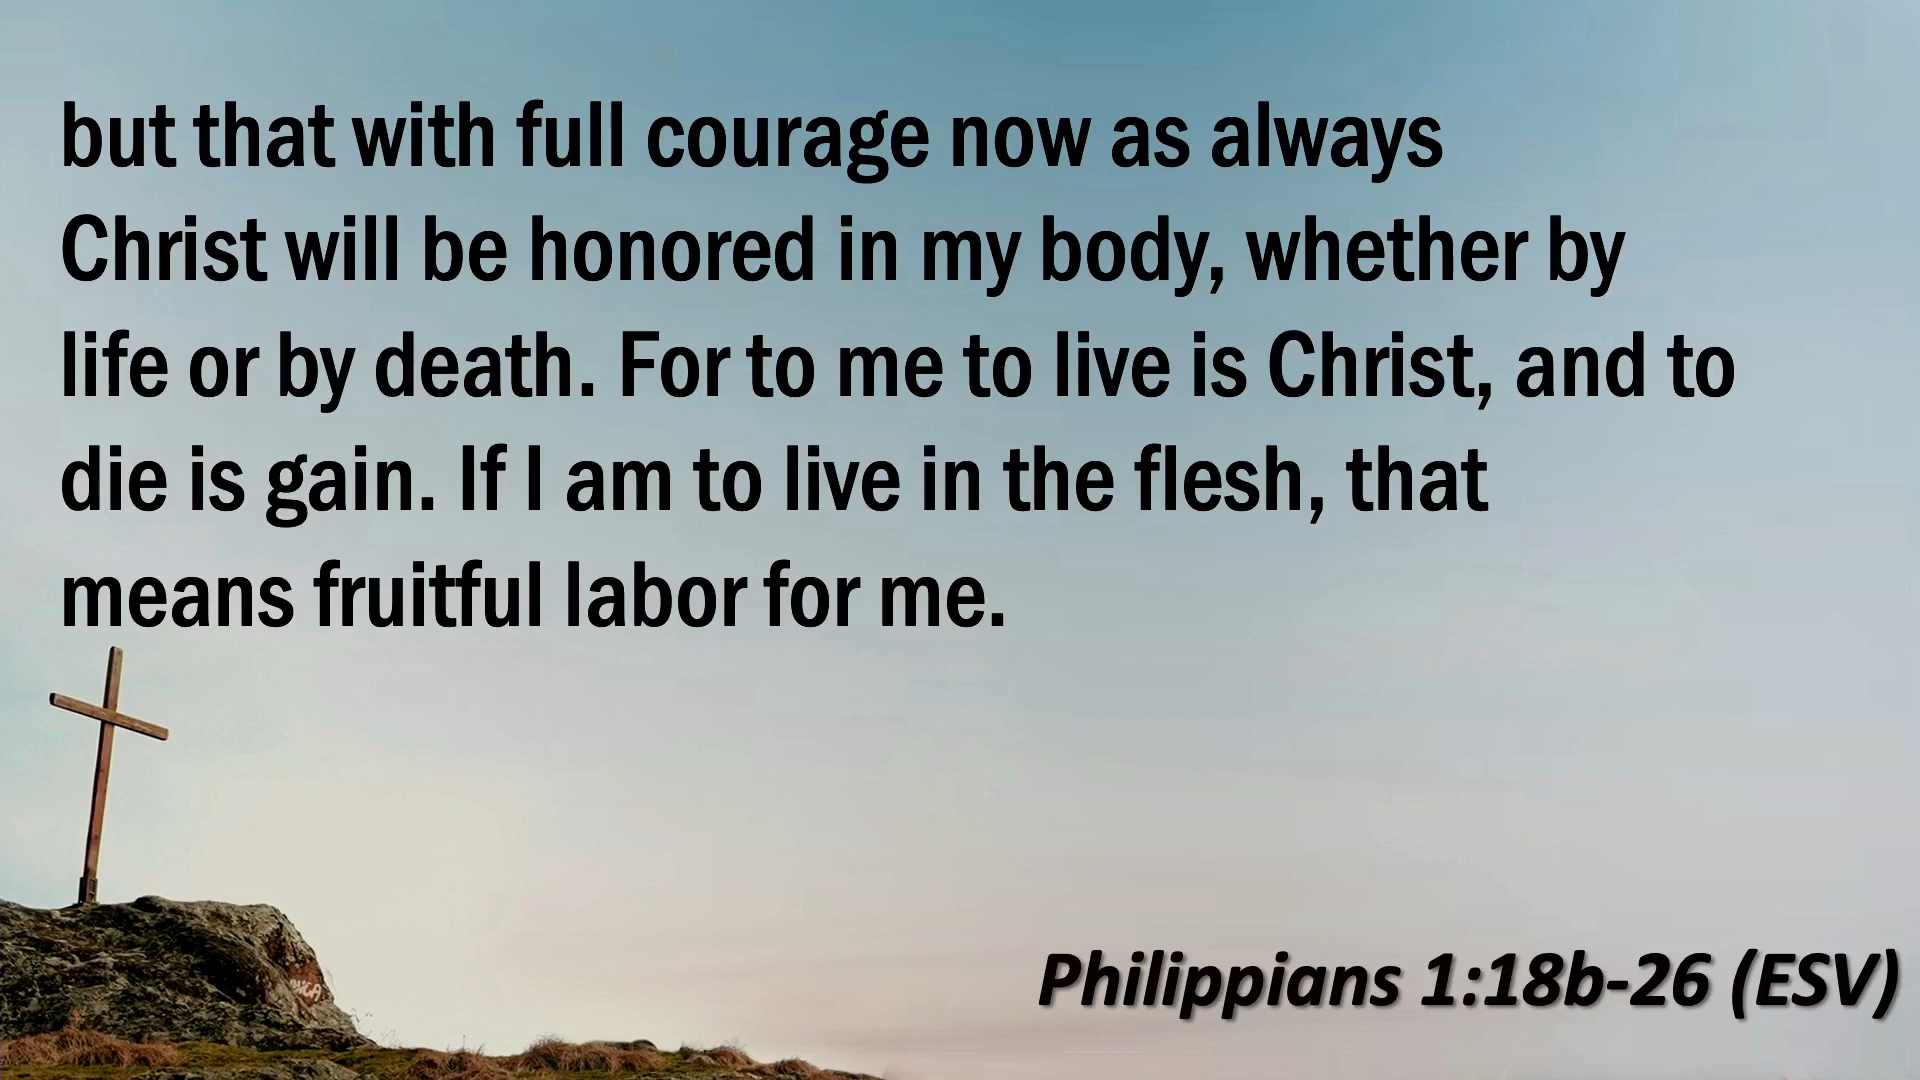 but that with full courage now as always
Christ will be honored in my body, whether by
life or by death. For to me to live is Christ, and to
die is gain. If I am to live in the flesh, that
means fruitful labor for me.
Philippians 1:18b-26 (ESV)